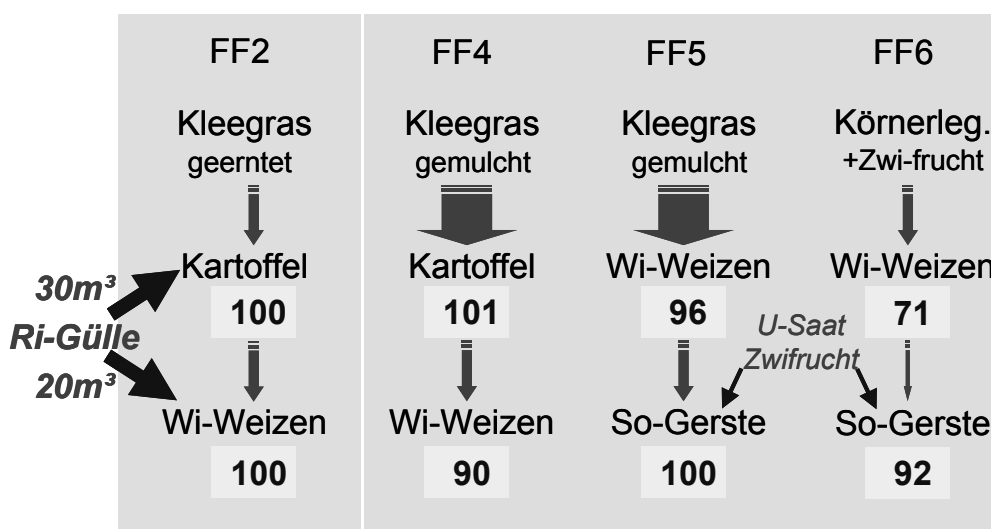 FF2
Kleegras
geerntet
Kartoffel
100
Wi-Weizen
100
30m³
Ri-Gülle
20m³
FF4
Kleegras
gemulcht
Kartoffel
101
Wi-Weizen
90
FF5
Kleegras
gemulcht
Wi-Weizen
96
So-Gerste
100
U-Saat
Zwifrucht
FF6
Körnerleg.
+Zwi-frucht
Wi-Weizen
71
So-Gerste
92